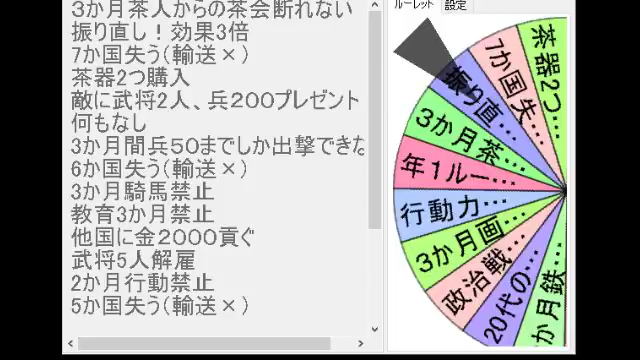 3か月茶人からの茶会断れない
振り直し！効果3倍
7か国失う（輸送×）
茶器2つ購入
敵に武将2人、兵200プレゼント
何もなし
3か月間兵50までしか出撃できな
6か国失う（輸送×）
3か月騎馬禁止
教育3か月禁止
他国に金2000貢ぐ
武将5人解雇
2か月行動禁止
5か国失う（輸送×）
ルーレット
設定
茶器2つ…
7か国失…
振り直…
3か月茶…
年1ルー…
行動力…
3か月画…
政治戦…
20代の…
か月鉄…